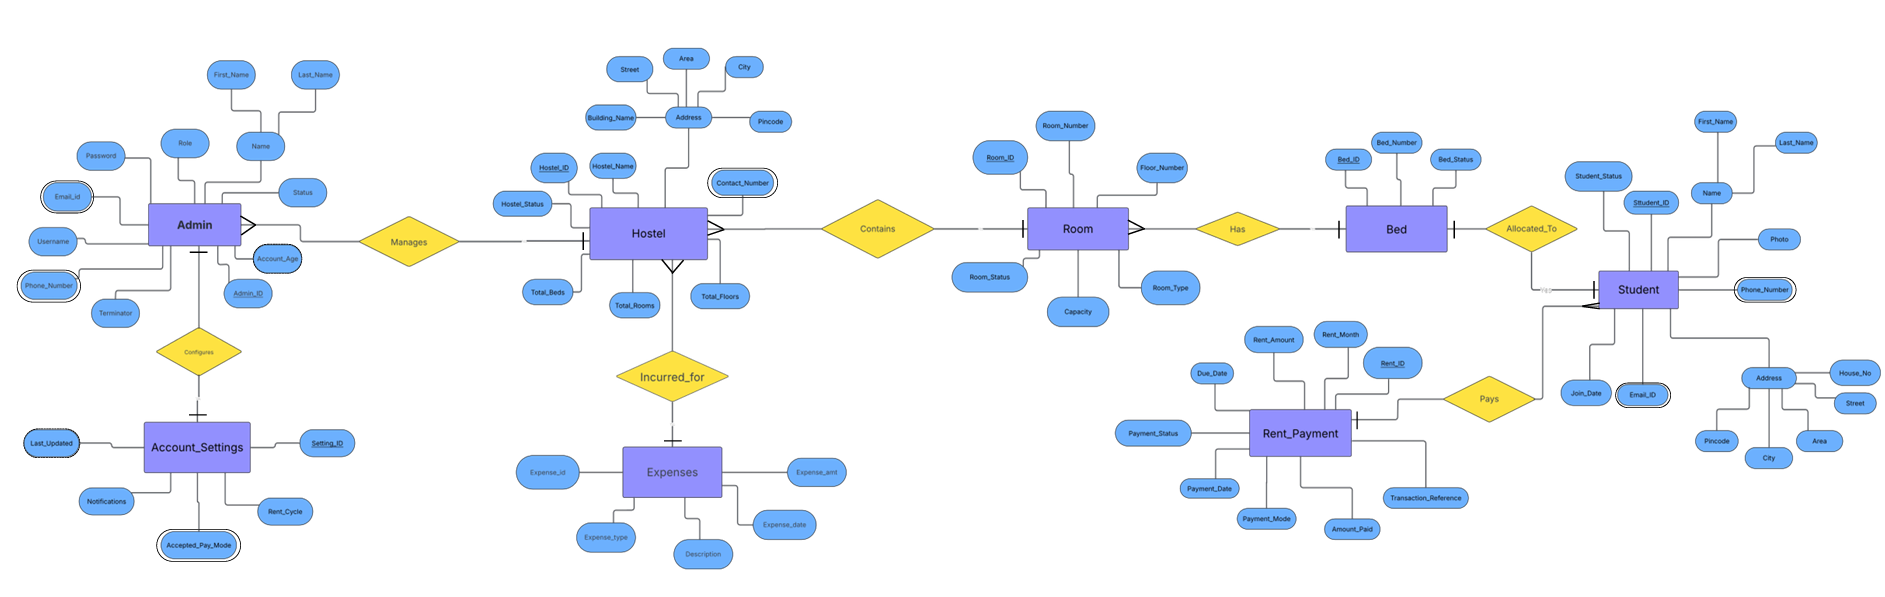 First_Name
Last_Name
Password
Role
Name
Email_id
Status
Admin
Username
Account_Age
Phone_Number
Admin_ID
Terminator
Manages
Configures
Last_Updated
Account_Settings
Setting_ID
Notifications
Rent_Cycle
Accepted_Pay_Mode
Street
Area
City
Building_Name
Address
Pincode
Hostel_ID
Hostel_Name
Contact_Number
Hostel_Status
Hostel
Total_Beds
Total_Rooms
Total_Floors
Incurred_for
Expense_id
Expenses
Expense_amt
Expense_type
Description
Expense_date
Contains
Room_Number
Room_ID
Floor_Number
Room
Room_Status
Capacity
Room_Type
Has
Bed_Number
Bed_ID
Bed_Status
Bed
Allocated_To
First_Name
Last_Name
Student_Status
Sttudent_ID
Name
Photo
Student
Phone_Number
Join_Date
Email_ID
Address
House_No
Street
Pincode
City
Area
Pays
Rent_Amount
Rent_Month
Rent_ID
Due_Date
Payment_Status
Rent_Payment
Payment_Date
Payment_Mode
Amount_Paid
Transaction_Reference